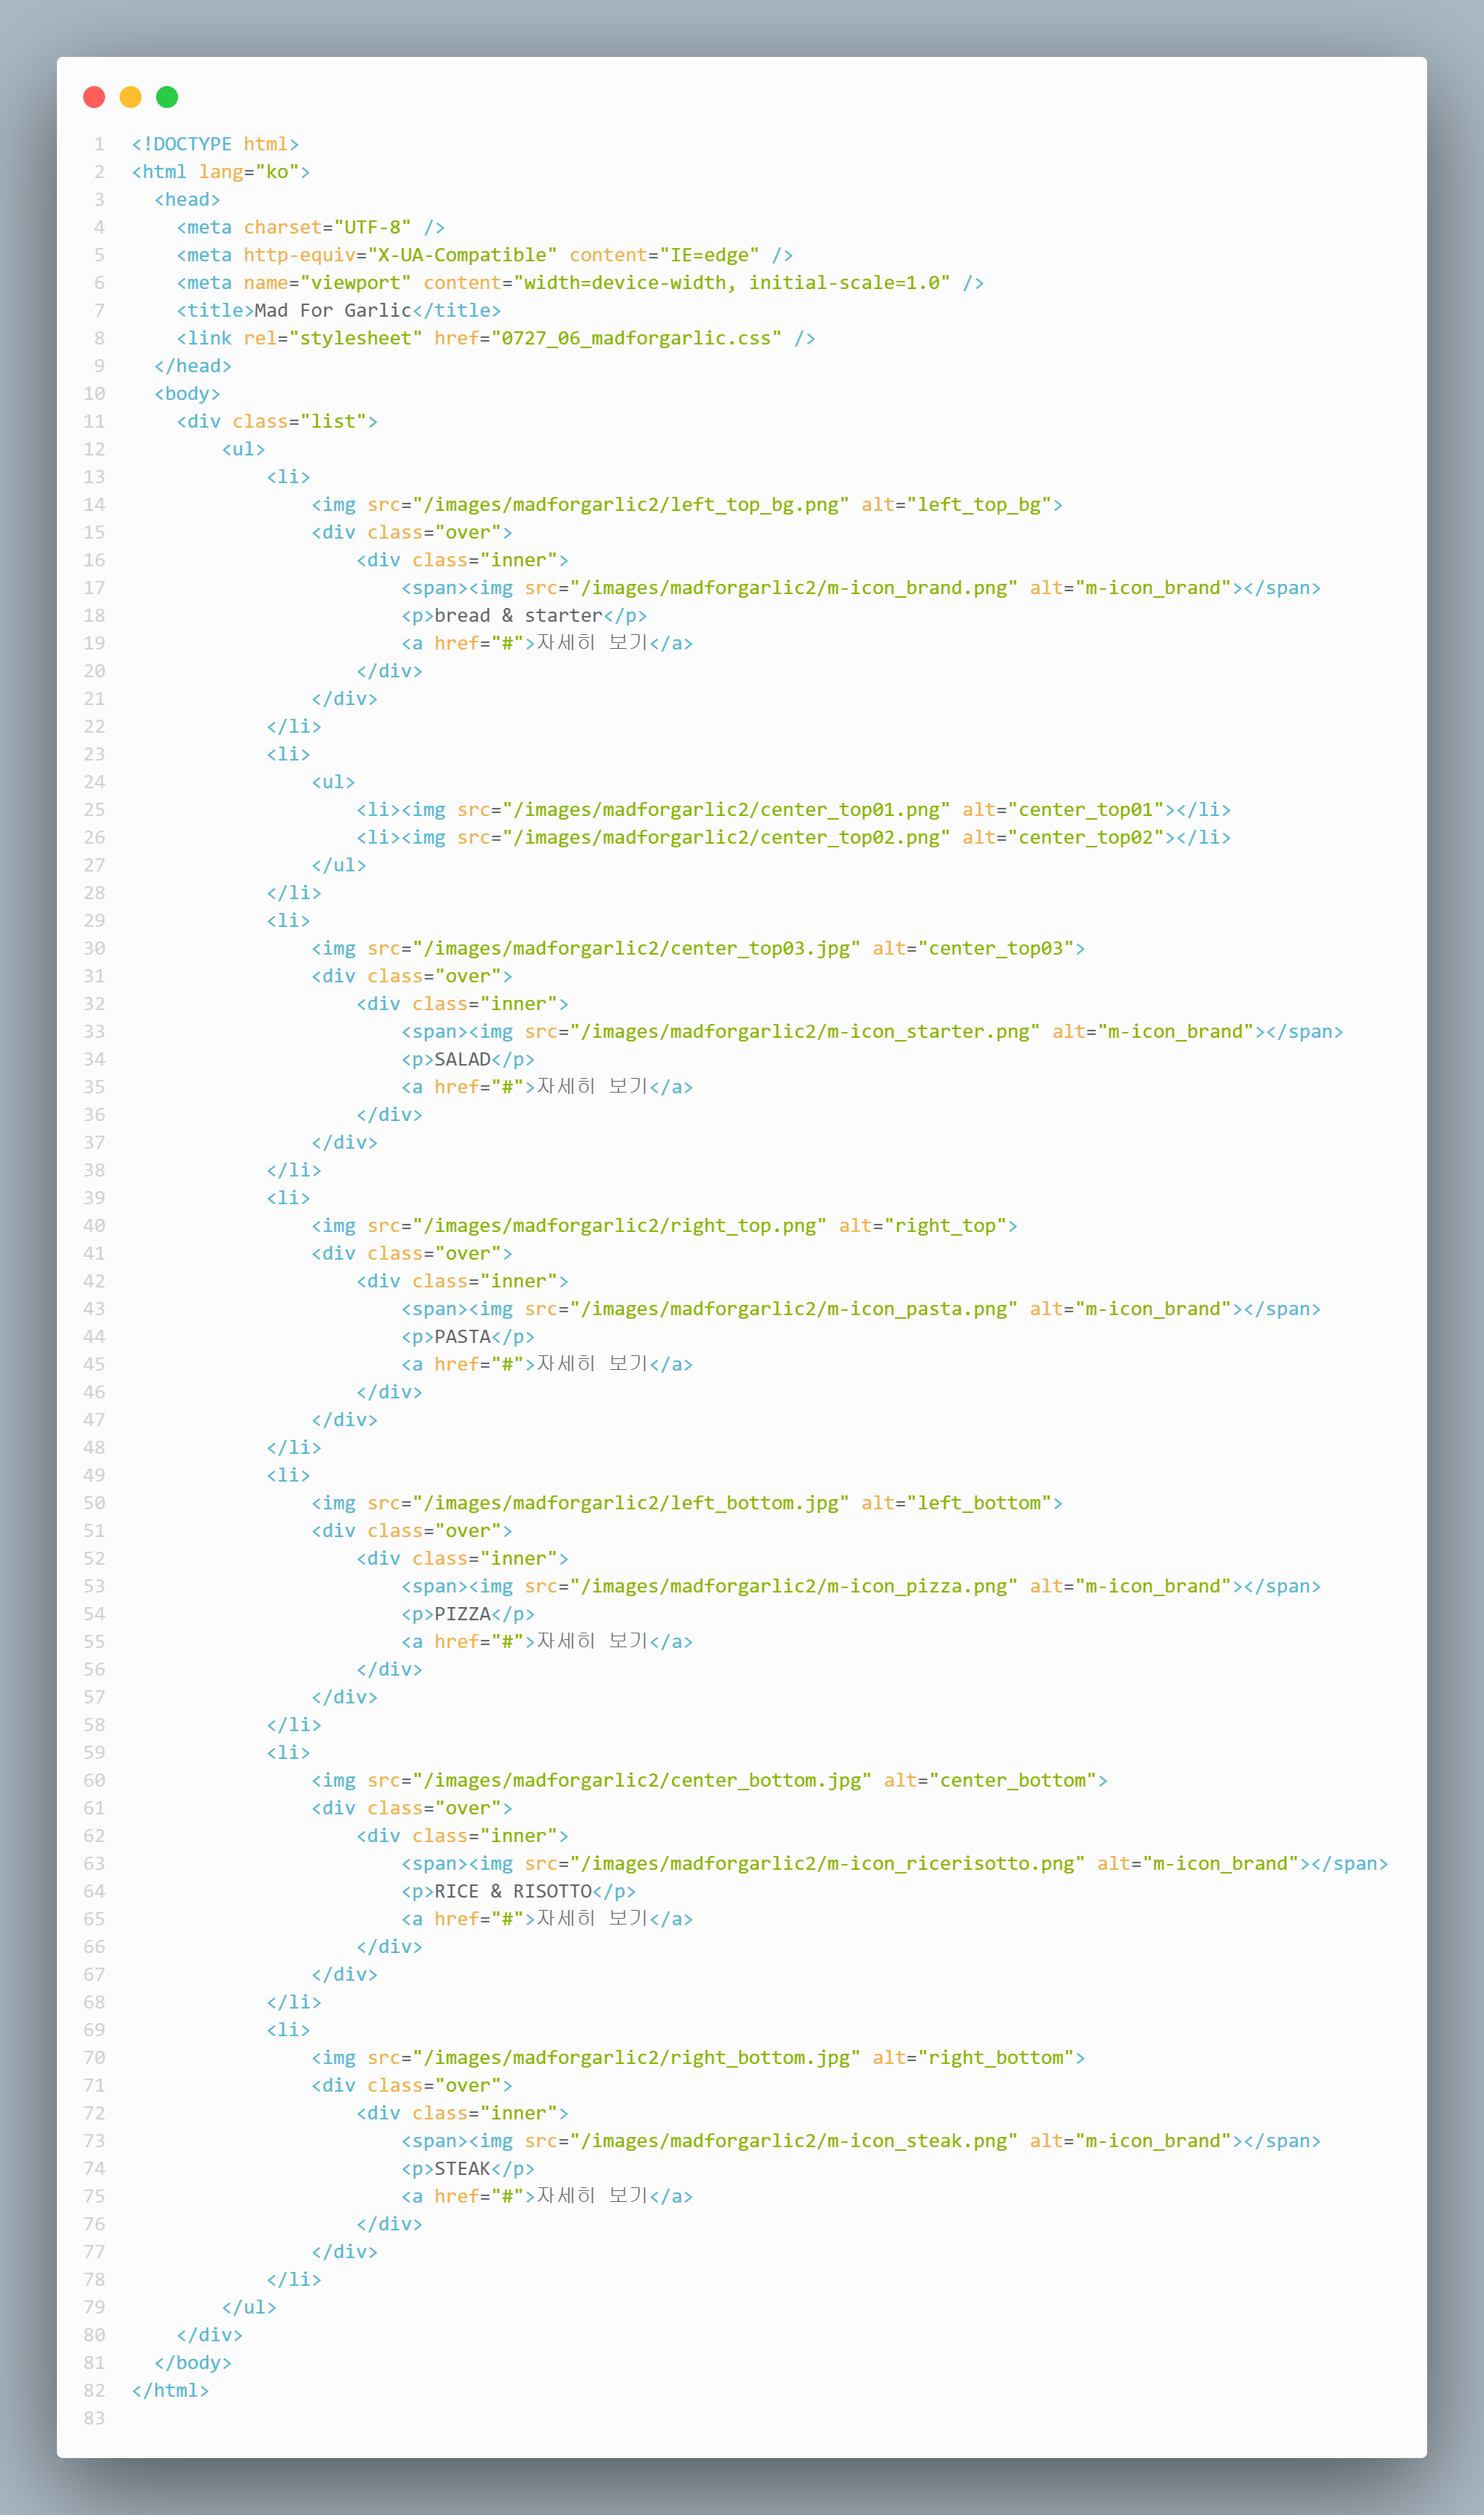 1 <!DOCTYPE html>
2 <html lang="ko">
3   <head>
4     <meta charset="UTF-8" />
5     <meta http-equiv="X-UA-Compatible" content="IE=edge" />
6     <meta name="viewport" content="width=device-width, initial-scale=1.0" />
7     <title>Mad For Garlic</title>
8     <link rel="stylesheet" href="0727_06_madforgarlic.css" />
9   </head>
10   <body>
11     <div class="list">
12         <ul>
13             <li>
14                 <img src="/images/madforgarlic2/left_top_bg.png" alt="left_top_bg">
15                 <div class="over">
16                     <div class="inner">
17                         <span><img src="/images/madforgarlic2/m-icon_brand.png" alt="m-icon_brand"></span>
18                         <p>bread & starter</p>
19                         <a href="#">자세히 보기</a>
20                     </div>
21                 </div>
22             </li>
23             <li>
24                 <ul>
25                     <li><img src="/images/madforgarlic2/center_top01.png" alt="center_top01"></li>
26                     <li><img src="/images/madforgarlic2/center_top02.png" alt="center_top02"></li>
27                 </ul>
28             </li>
29             <li>
30                 <img src="/images/madforgarlic2/center_top03.jpg" alt="center_top03">
31                 <div class="over">
32                     <div class="inner">
33                         <span><img src="/images/madforgarlic2/m-icon_starter.png" alt="m-icon_brand"></span>
34                         <p>SALAD</p>
35                         <a href="#">자세히 보기</a>
36                     </div>
37                 </div>
38             </li>
39             <li>
40                 <img src="/images/madforgarlic2/right_top.png" alt="right_top">
41                 <div class="over">
42                     <div class="inner">
43                         <span><img src="/images/madforgarlic2/m-icon_pasta.png" alt="m-icon_brand"></span>
44                         <p>PASTA</p>
45                         <a href="#">자세히 보기</a>
46                     </div>
47                 </div>
48             </li>
49             <li>
50                 <img src="/images/madforgarlic2/left_bottom.jpg" alt="left_bottom">
51                 <div class="over">
52                     <div class="inner">
53                         <span><img src="/images/madforgarlic2/m-icon_pizza.png" alt="m-icon_brand"></span>
54                         <p>PIZZA</p>
55                         <a href="#">자세히 보기</a>
56                     </div>
57                 </div>
58             </li>
59             <li>
60                 <img src="/images/madforgarlic2/center_bottom.jpg" alt="center_bottom">
61                 <div class="over">
62                     <div class="inner">
63                         <span><img src="/images/madforgarlic2/m-icon_ricerisotto.png" alt="m-icon_brand"></span>
64                         <p>RICE & RISOTTO</p>
65                         <a href="#">자세히 보기</a>
66                     </div>
67                 </div>
68             </li>
69             <li>
70                 <img src="/images/madforgarlic2/right_bottom.jpg" alt="right_bottom">
71                 <div class="over">
72                     <div class="inner">
73                         <span><img src="/images/madforgarlic2/m-icon_steak.png" alt="m-icon_brand"></span>
74                         <p>STEAK</p>
75                         <a href="#">자세히 보기</a>
76                     </div>
77                 </div>
78             </li>
79         </ul>
80     </div>
81   </body>
82 </html>
83